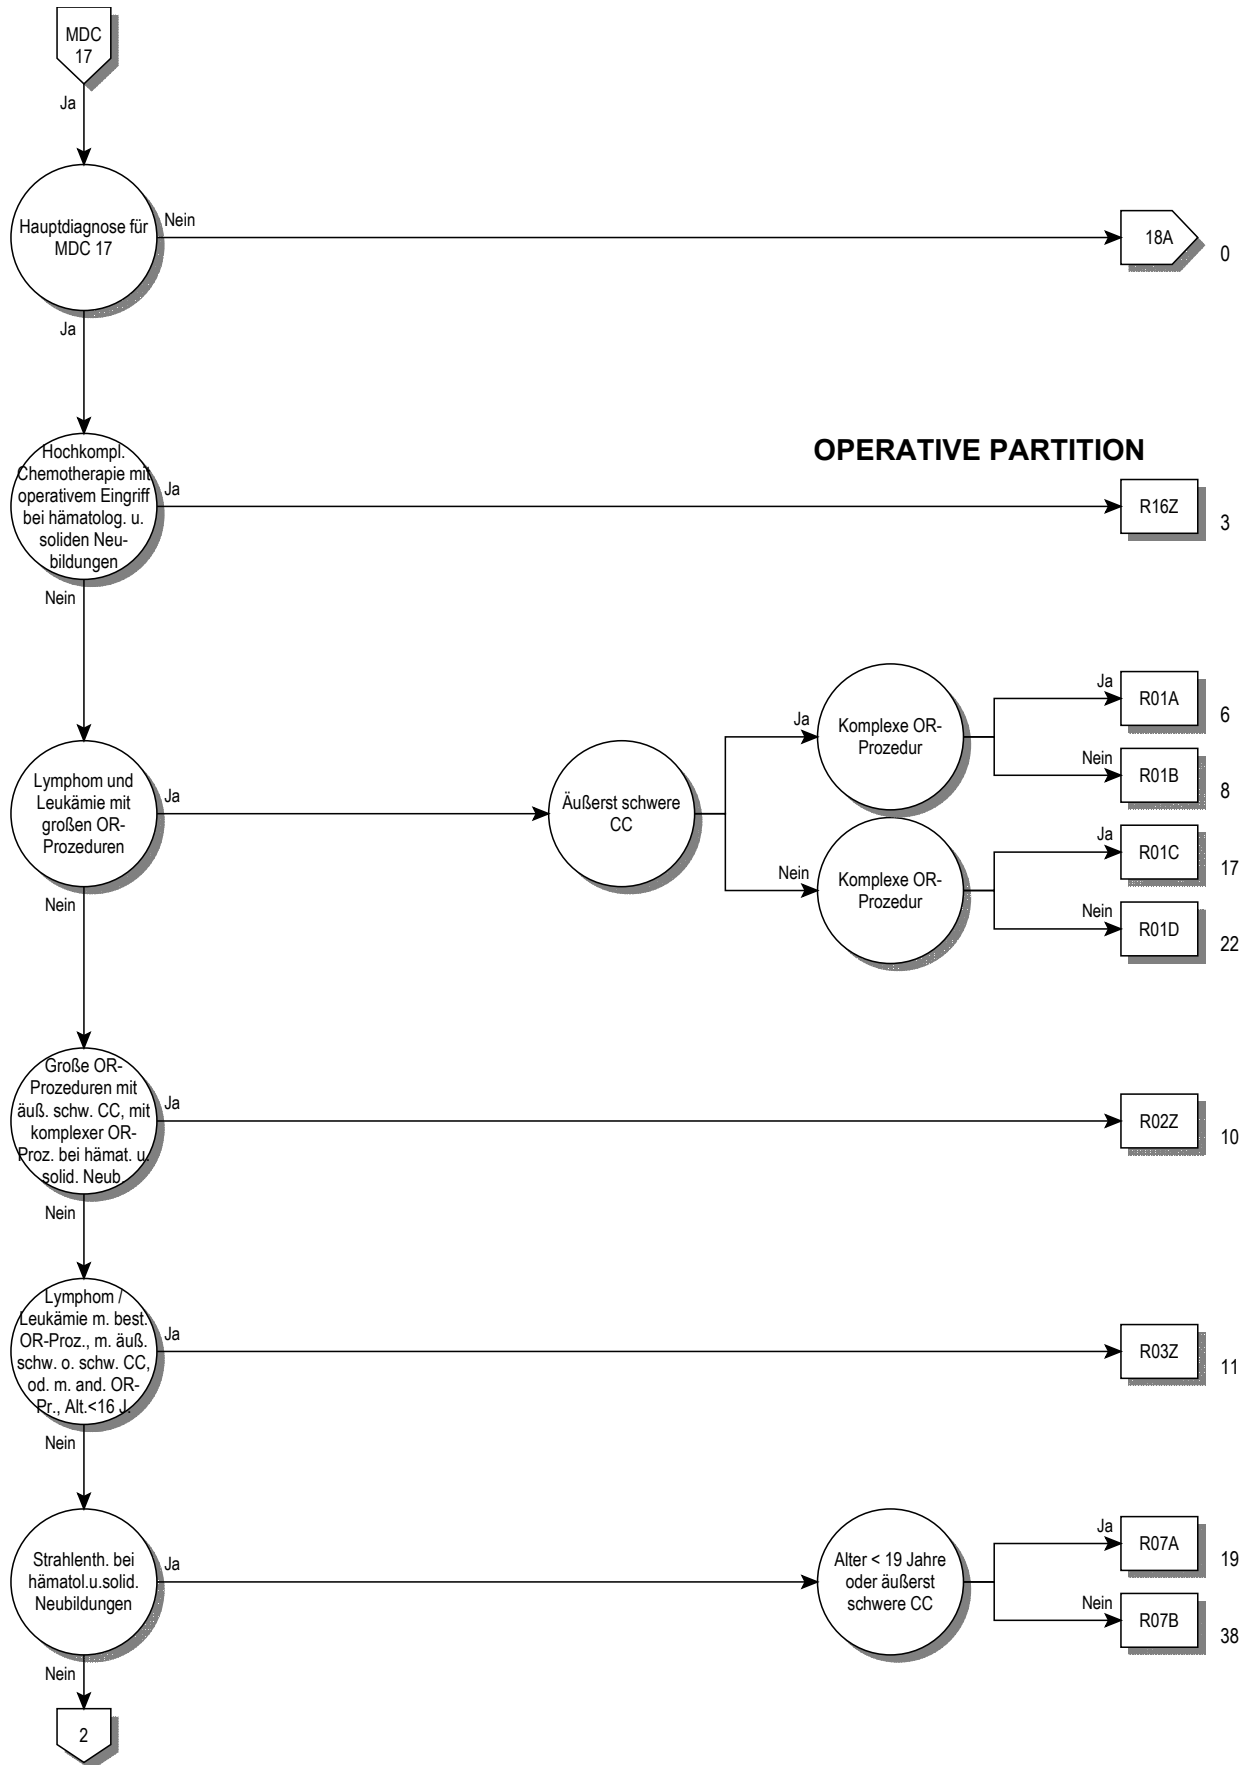 MDC
17
Ja
Hauptdiagnose für
MDC 17
Nein
18A
0
Ja
OPERATIVE PARTITION
Hochkompl.
Chemotherapie mit
operativem Eingriff
bei hämatolog. u.
soliden Neu-
bildungen
Ja
R16Z
3
Nein
Lymphom und
Leukämie mit
großen OR-
Prozeduren
Ja
Äußerst schwere
CC
Ja
Komplexe OR-
Prozedur
Ja
R01A
6
Nein
R01B
8
Nein
Komplexe OR-
Prozedur
Ja
R01C
17
Nein
R01D
22
Nein
Große OR-
Prozeduren mit
äuß. schw. CC, mit
komplexer OR-
Proz. bei hämat. u.
solid. Neub.
Ja
R02Z
10
Nein
Lymphom /
Leukämie m. best.
OR-Proz., m. äuß.
schw. o. schw. CC,
od. m. and. OR-
Pr., Alt.<16 J.
Ja
R03Z
11
Nein
Strahlenth. bei
hämatol.u.solid.
Neubildungen
Ja
Alter < 19 Jahre
oder äußerst
schwere CC
Ja
R07A
19
Nein
R07B
38
Nein
2